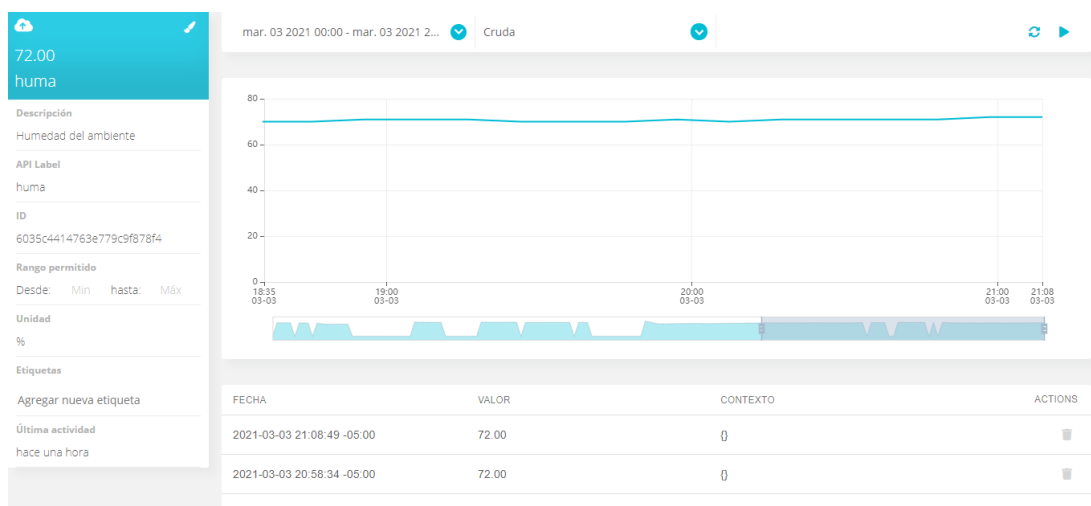 72.00
huma
Descripción
Humedad del ambiente
API Label
huma
ID
6035c4414763e779c9f878f4
Rango permitido
Desde: Min hasta: Máx
Unidad
%
Etiquetas
Agregar nueva etiqueta
Última actividad
hace una hora
mar. 03 2021 00:00 - mar. 03 2021 2... Cruda
80
60
40
20
0
18:35 19:00 20:00 21:00 21:08
03-03 03-03 03-03 03-03 03-03
FECHA VALOR CONTEXTO ACTIONS
2021-03-03 21:08:49 -05:00 72.00 {}
2021-03-03 20:58:34 -05:00 72.00 {}